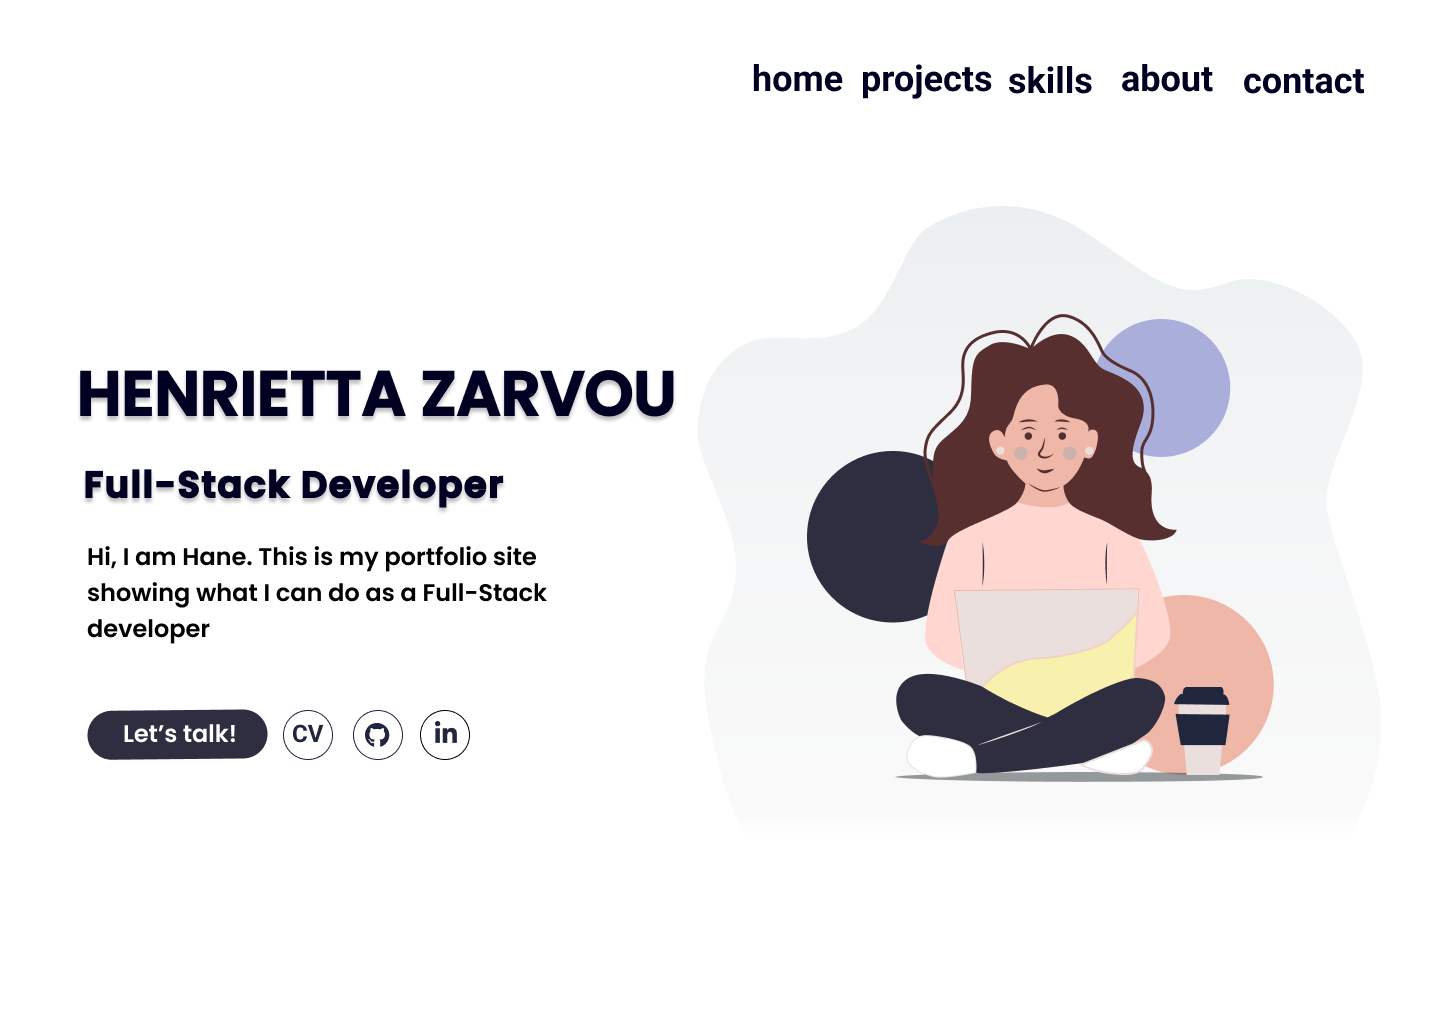 home projects skills about contact
HENRIETTA ZARVOU
Full-Stack Developer
Hi, I am Hane. This is my portfolio site
showing what I can do as a Full-Stack
developer
Let’s talk! CV in